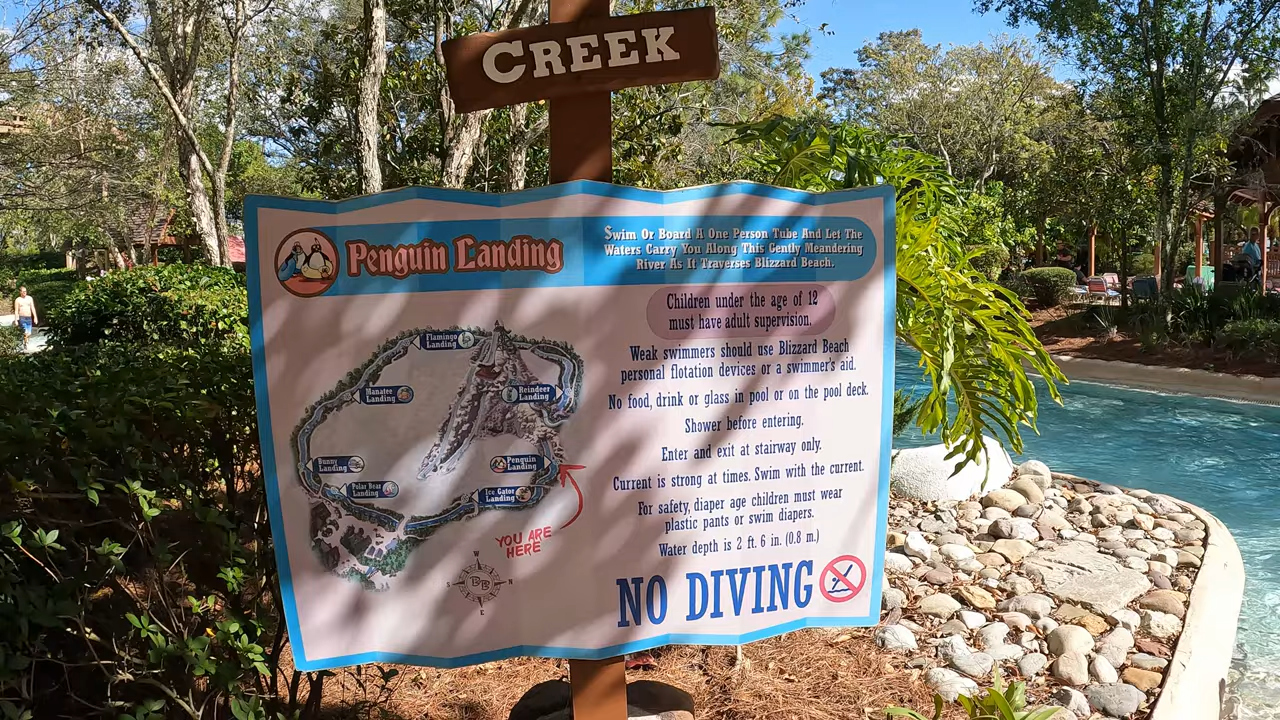 CREEK
Penguin Landing
Swim Or Board A One Person Tube And Let The
Waters Carry You Along This Gently Meandering
River As It Traverses Blizzard Beach.
Children under the age of 12
must have adult supervision.
Weak swimmers should use Blizzard Beach
personal flotation devices or a swimmer's aid.
No food, drink or glass in pool or on the pool deck.
Shower before entering.
Enter and exit at stairway only.
Current is strong at times. Swim with the current.
For safety, diaper age children must wear
plastic pants or swim diapers.
Water depth is 2 ft. 6 in. (0.8 m.)
NO DIVING
Flamingo
Landing
Manatee
Landing
Reindeer
Landing
Bunny
Landing
Penguin
Landing
Polar Bear
Landing
Ice Gator
Landing
YOU ARE
HERE
W
S BB N
E